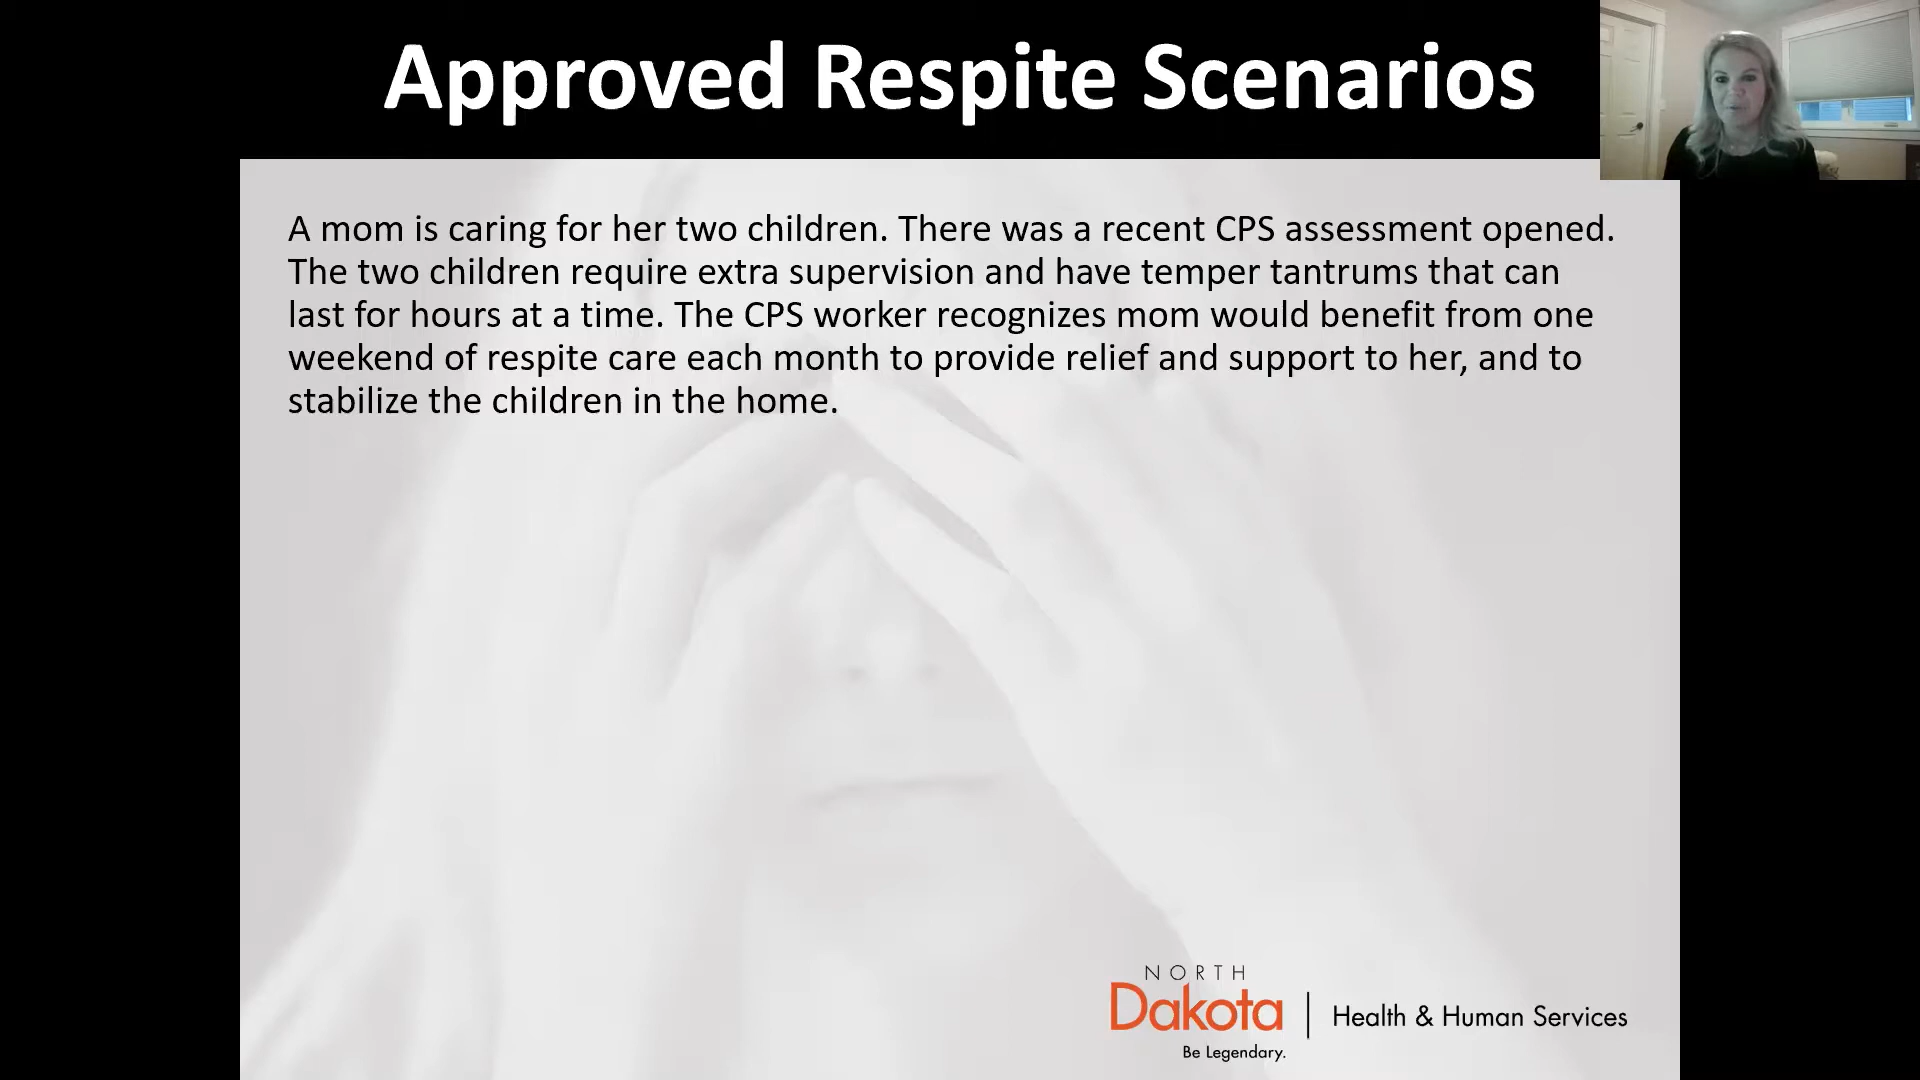 Approved Respite Scenarios
A mom is caring for her two children. There was a recent CPS assessment opened.
The two children require extra supervision and have temper tantrums that can
last for hours at a time. The CPS worker recognizes mom would benefit from one
weekend of respite care each month to provide relief and support to her, and to
stabilize the children in the home.
NORTH
Dakota
Be Legendary.
Health & Human Services